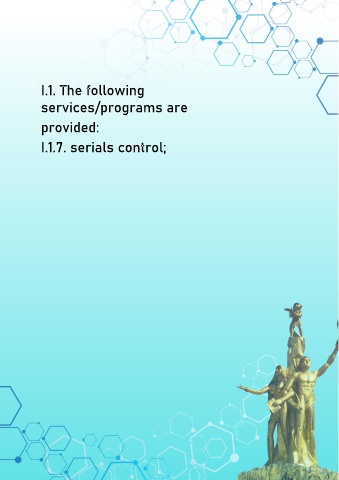 I.1. The following
services/programs are
provided:
I.1.7. serials control;